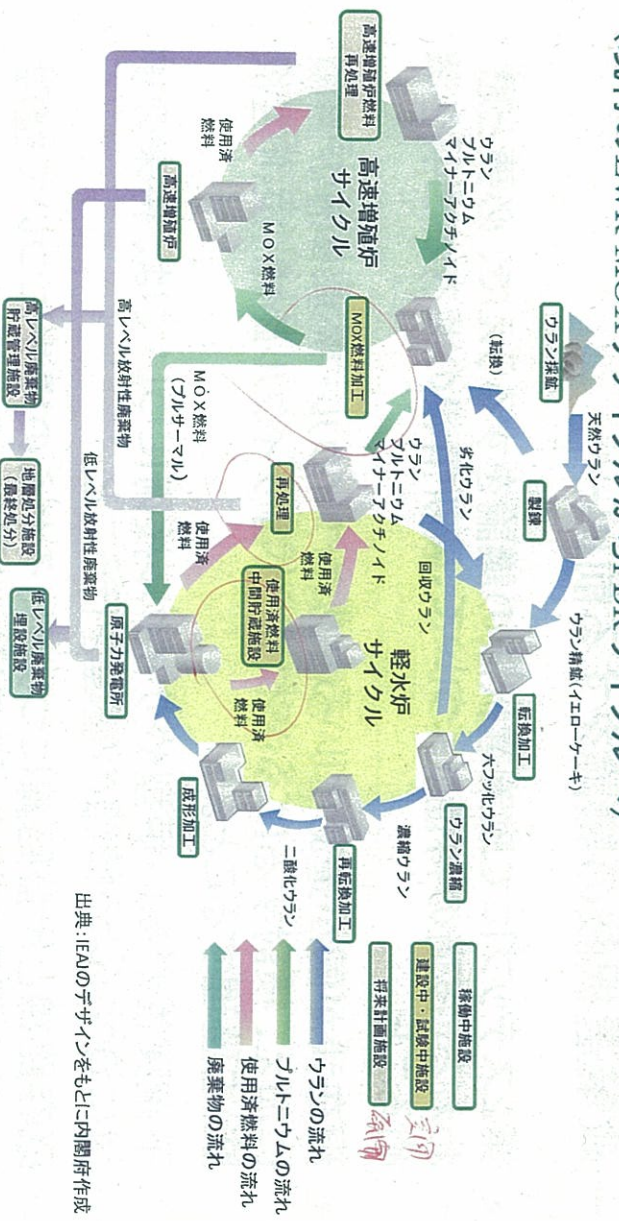 ウラン採鉱
天然ウラン
製錬
ウラン精鉱(イエローケーキ)
(転換)
転換加工
六フッ化ウラン
ウラン濃縮
濃縮ウラン
再転換加工
二酸化ウラン
成形加工
原子力発電所
軽水炉
サイクル
回収ウラン
劣化ウラン
使用済
燃料
使用済燃料
中間貯蔵施設
使用済
燃料
使用済
燃料
再処理
ウラン
プルトニウム
マイナーアクチノイド
MOX燃料加工
MOX燃料
(プルサーマル)
高速増殖炉
サイクル
MOX燃料
高速増殖炉
使用済
燃料
高速増殖炉燃料
再処理
ウラン
プルトニウム
マイナーアクチノイド
高レベル放射性廃棄物
低レベル放射性廃棄物
高レベル廃棄物
貯蔵管理施設
地層処分施設
(最終処分)
低レベル廃棄物
埋設施設
稼働中施設
建設中・試験中施設
将来計画施設
ウランの流れ
プルトニウムの流れ
使用済燃料の流れ
廃棄物の流れ
出典:IEAJのデザインをもとに内閣府作成